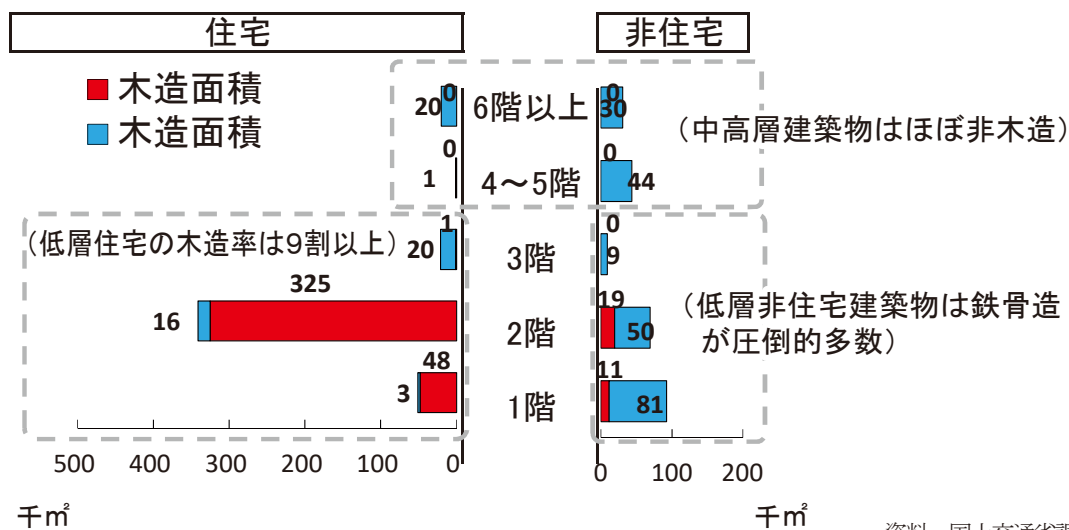 住宅
非住宅
木造面積
木造面積
20 0 6階以上 0 30
(中高層建築物はほぼ非木造)
0 1 4~5階 0 44
(低層住宅の木造率は9割以上)
20 1 3階 0 9
325
16 2階 19 50
(低層非住宅建築物は鉄骨造
が圧倒的多数)
48
3 1階 11 81
500 400 300 200 100 0 0 100 200
千㎡ 千㎡